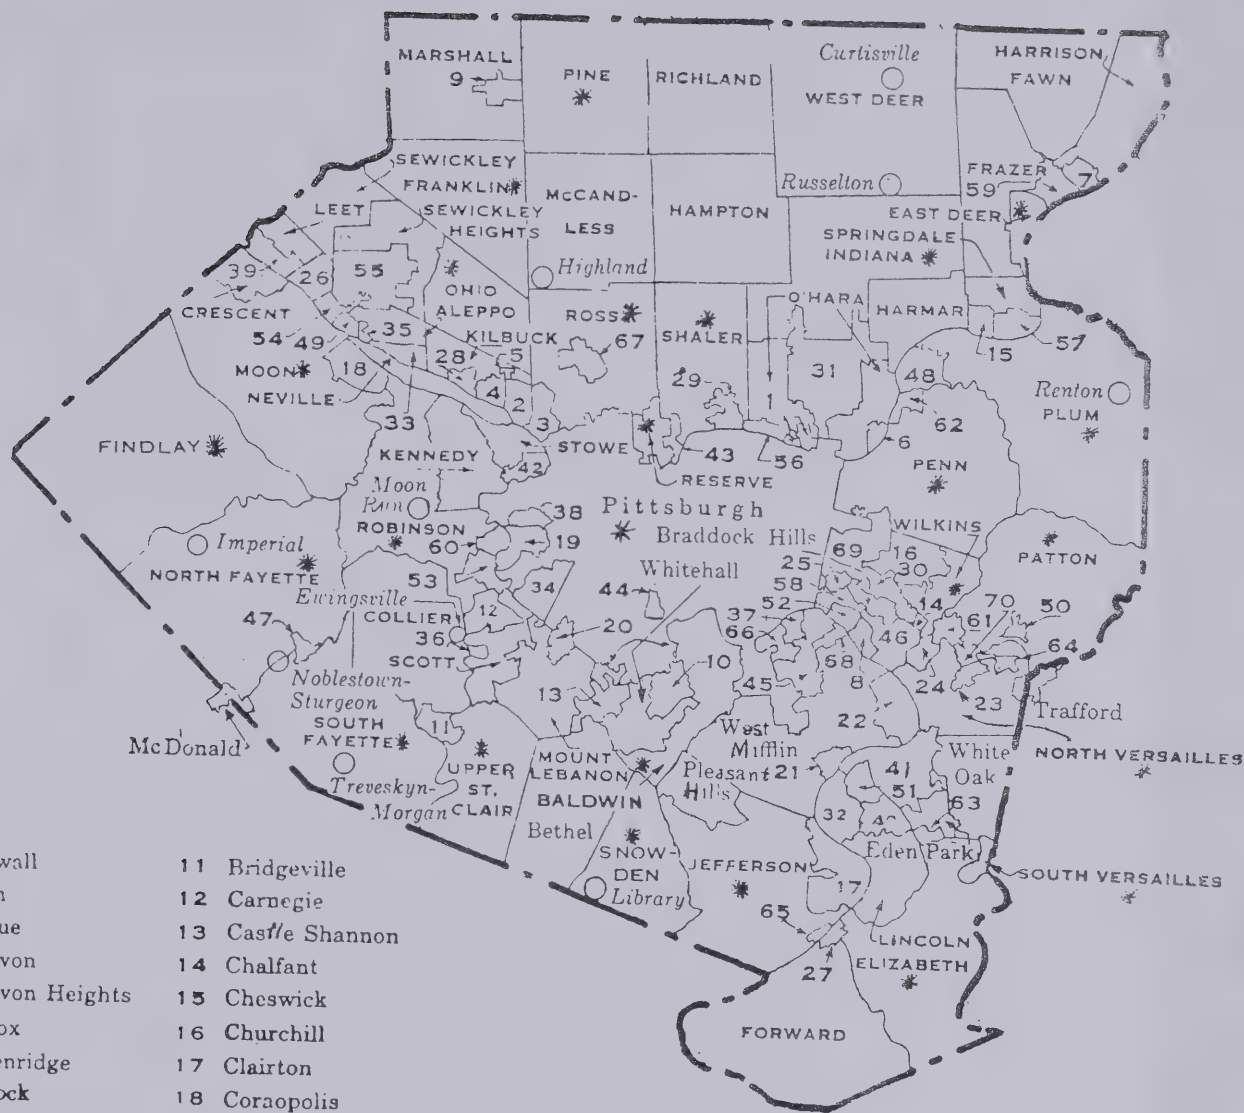 MARSHALL
9
PINE
RICHLAND
Curtisville
WEST DEER
HARRISON
FAWN
SEWICKLEY
FRANKLIN
LEET
SEWICKLEY
HEIGHTS
McCAND-
LESS
HAMPTON
Russelton
FRAZER
59
7
EAST DEER
SPRINGDALE
INDIANA
39
26
55
OHIO
ALEPPO
Highland
CRESCENT
54
49
35
KILBUCK
ROSS
67
SHALER
O'HARA
HARMAR
15
57
MOON
18
NEVILLE
28
5
4
2
3
29
1
31
48
Renton
PLUM
33
FINDLAY
KENNEDY
42
STOWE
43
56
6
62
RESERVE
PENN
Moon
Run
ROBINSON
38
60
19
Pittsburgh
Braddock Hills
WILKINS
PATTON
Imperial
NORTH FAYETTE
53
Ewingsville
COLLIER
34
12
Whitehall
44
25
69
16
58
30
52
14
70
50
47
36
SCOTT
20
37
66
46
61
64
Noblestown-
Sturgeon
SOUTH
FAYETTE
10
13
45
68
8
24
23
Trafford
McDonald
11
22
West
Mifflin
NORTH VERSAILLES
UPPER
ST.
CLAIR
MOUNT
LEBANON
Pleasant
Hills
21
41
White
Oak
51
63
Treveskyn-
Morgan
BALDWIN
Bethel
32
Eden Park
SNOW-
DEN
Library
JEFFERSON
17
SOUTH VERSAILLES
65
27
LINCOLN
ELIZABETH
FORWARD
11 Bridgeville
12 Carnegie
13 Castle Shannon
14 Chalfant
von Heights 15 Cheswick
16 Churchill
17 Clairton
18 Coraopolis